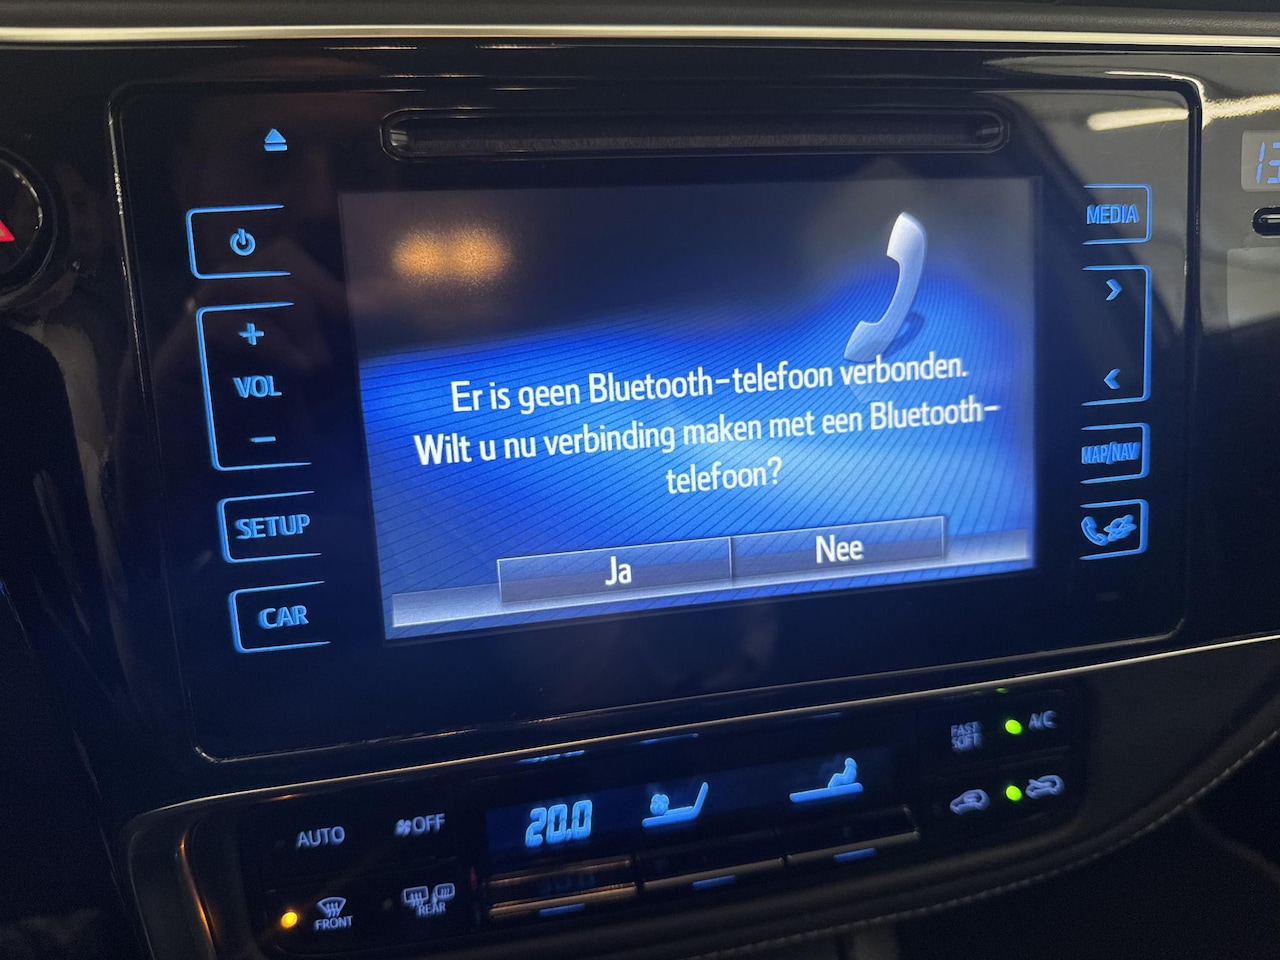 MEDIA
VOL
SETUP
CAR
MAP/NAV
Er is geen Bluetooth-telefoon verbonden.
Wilt u nu verbinding maken met een Bluetooth-
telefoon?
Ja
Nee
FAST
SOFT
A/C
AUTO
OFF
20.0
FRONT
REAR